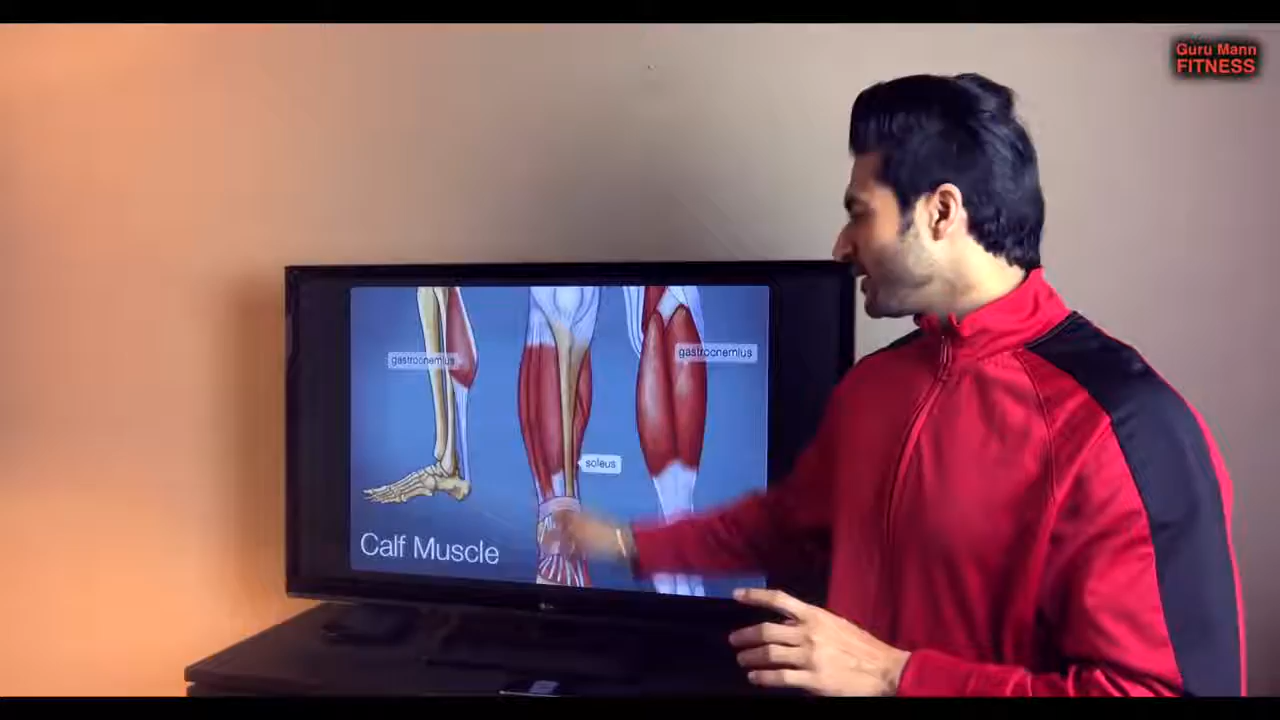 Guru Mann
FITNESS
gastrocnemius
gastrocnemius
soleus
Calf Muscle